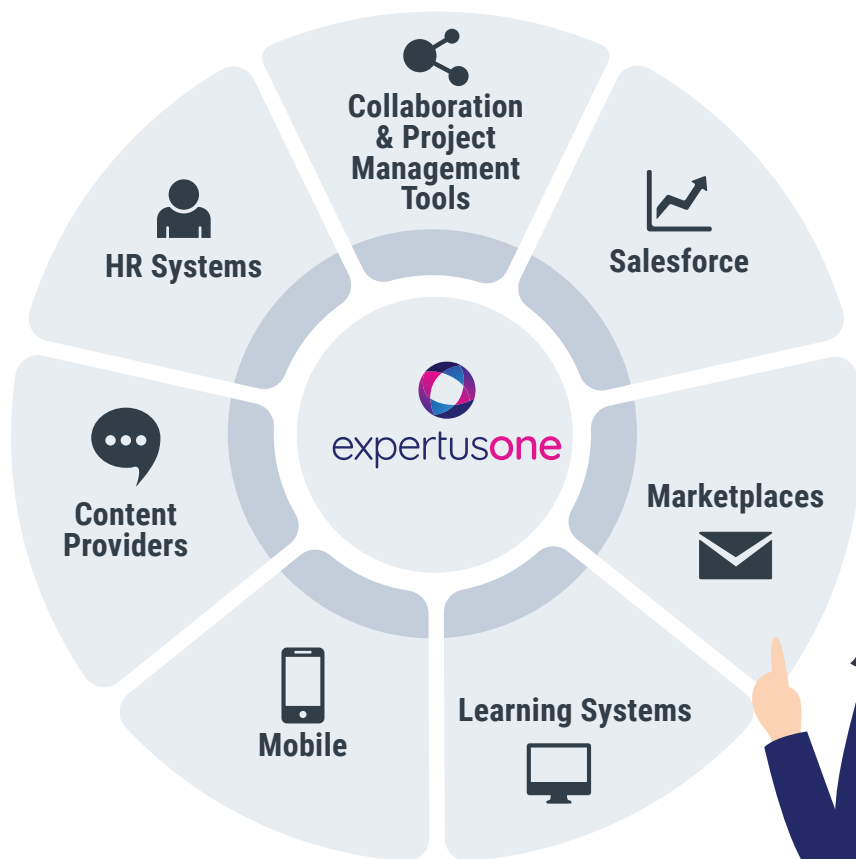 Collaboration
& Project
Management
Tools
HR Systems
Salesforce
expertusone
Content
Providers
Marketplaces
Mobile
Learning Systems